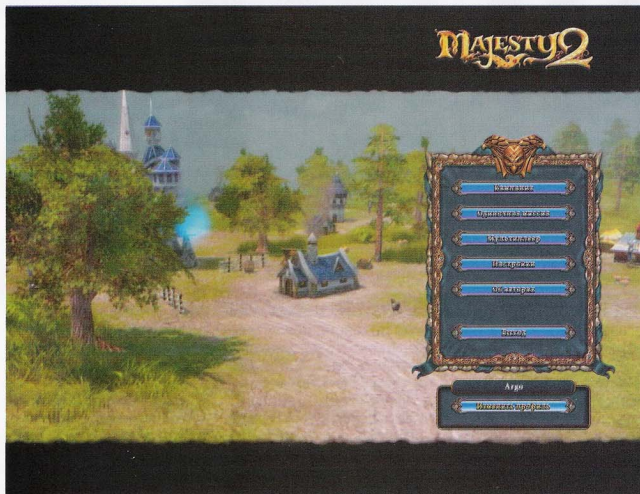 MAJESTY 2
Кампания
Одиночная миссия
Мультиплеер
Настройки
Об авторах
Выход
Argo
Изменить профиль